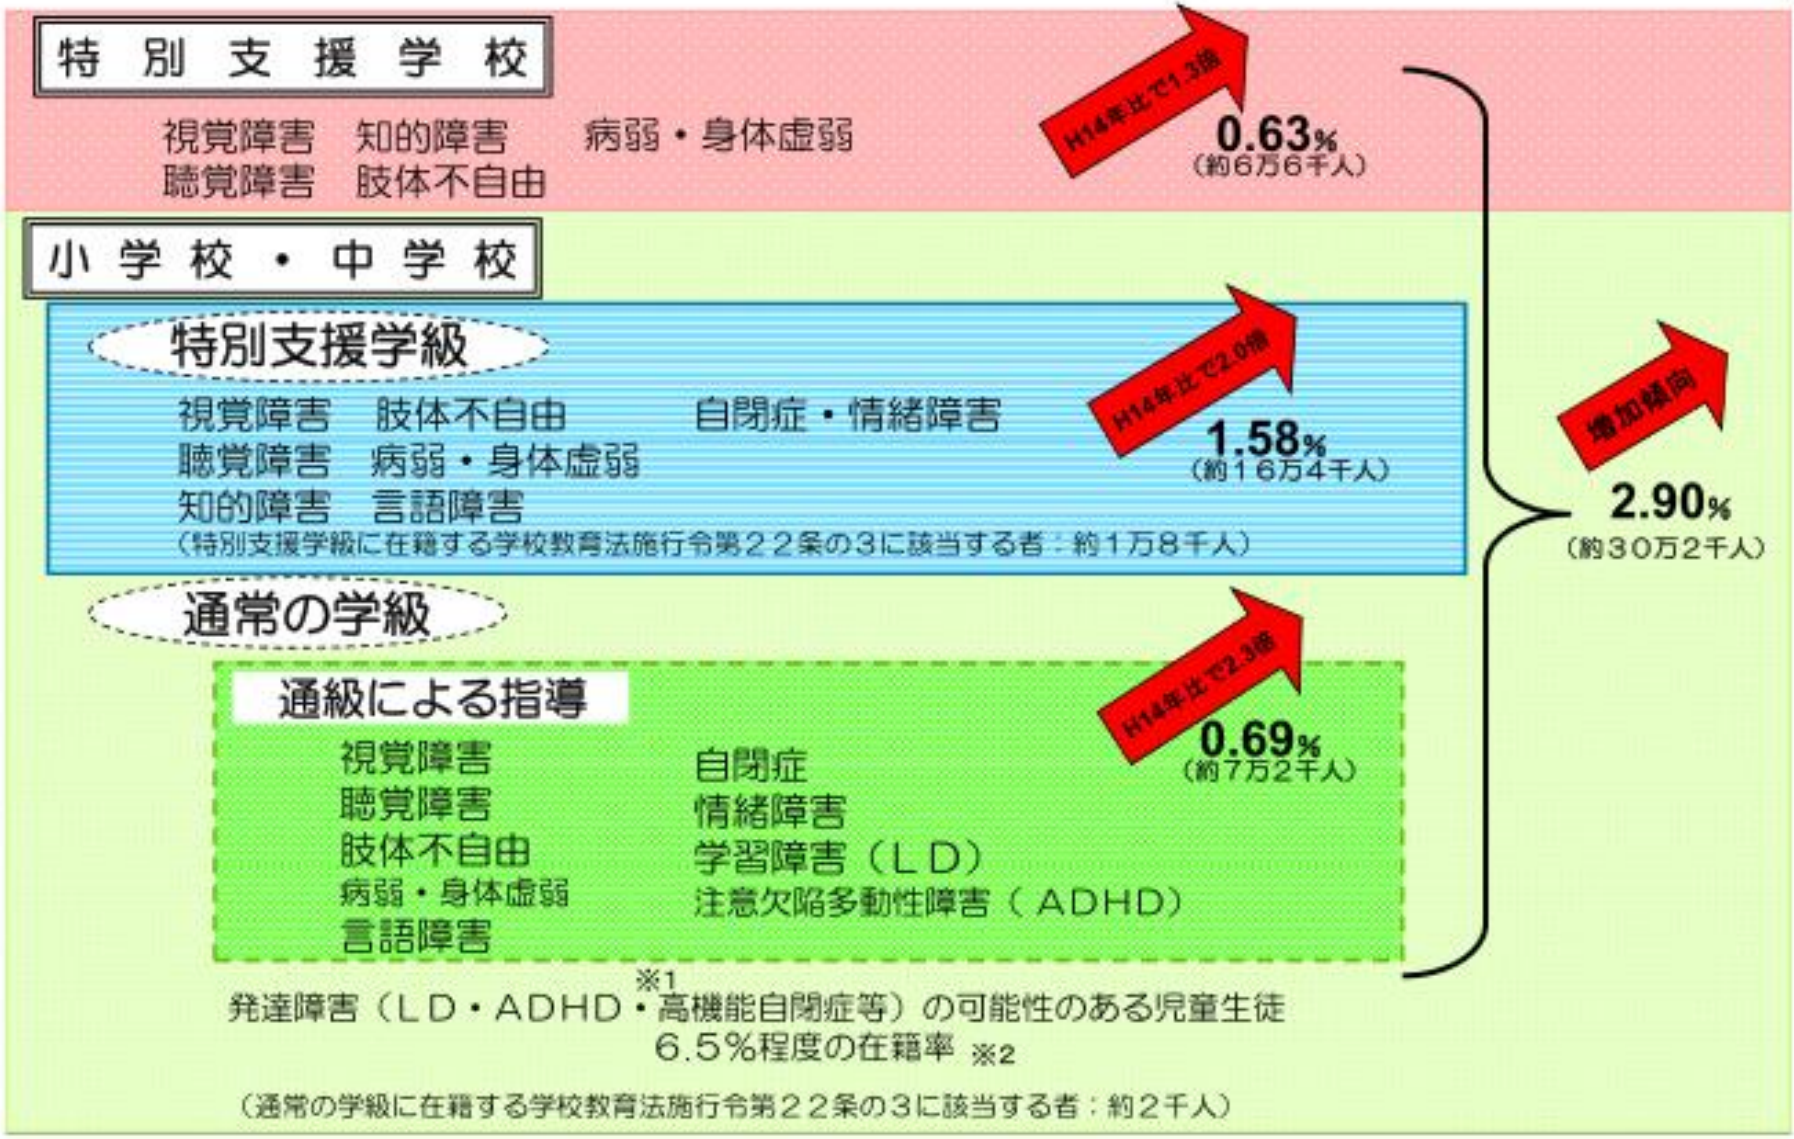 特別支援学校
H14年比で1.3倍
視覚障害 知的障害 病弱・身体虚弱
聴覚障害 肢体不自由
0.63%
(約6万6千人)
小学校・中学校
特別支援学級
H14年比で2.0倍
視覚障害 肢体不自由 自閉症・情緒障害
聴覚障害 病弱・身体虚弱
知的障害 言語障害
1.58%
(約16万4千人)
(特別支援学級に在籍する学校教育法施行令第22条の3に該当する者:約1万8千人)
増加傾向
2.90%
(約30万2千人)
通常の学級
H14年比で2.3倍
通級による指導
0.69%
(約7万2千人)
視覚障害 自閉症
聴覚障害 情緒障害
肢体不自由 学習障害(LD)
病弱・身体虚弱 注意欠陥多動性障害(ADHD)
言語障害
※1
発達障害(LD・ADHD・高機能自閉症等)の可能性のある児童生徒
6.5%程度の在籍率 ※2
(通常の学級に在籍する学校教育法施行令第22条の3に該当する者:約2千人)